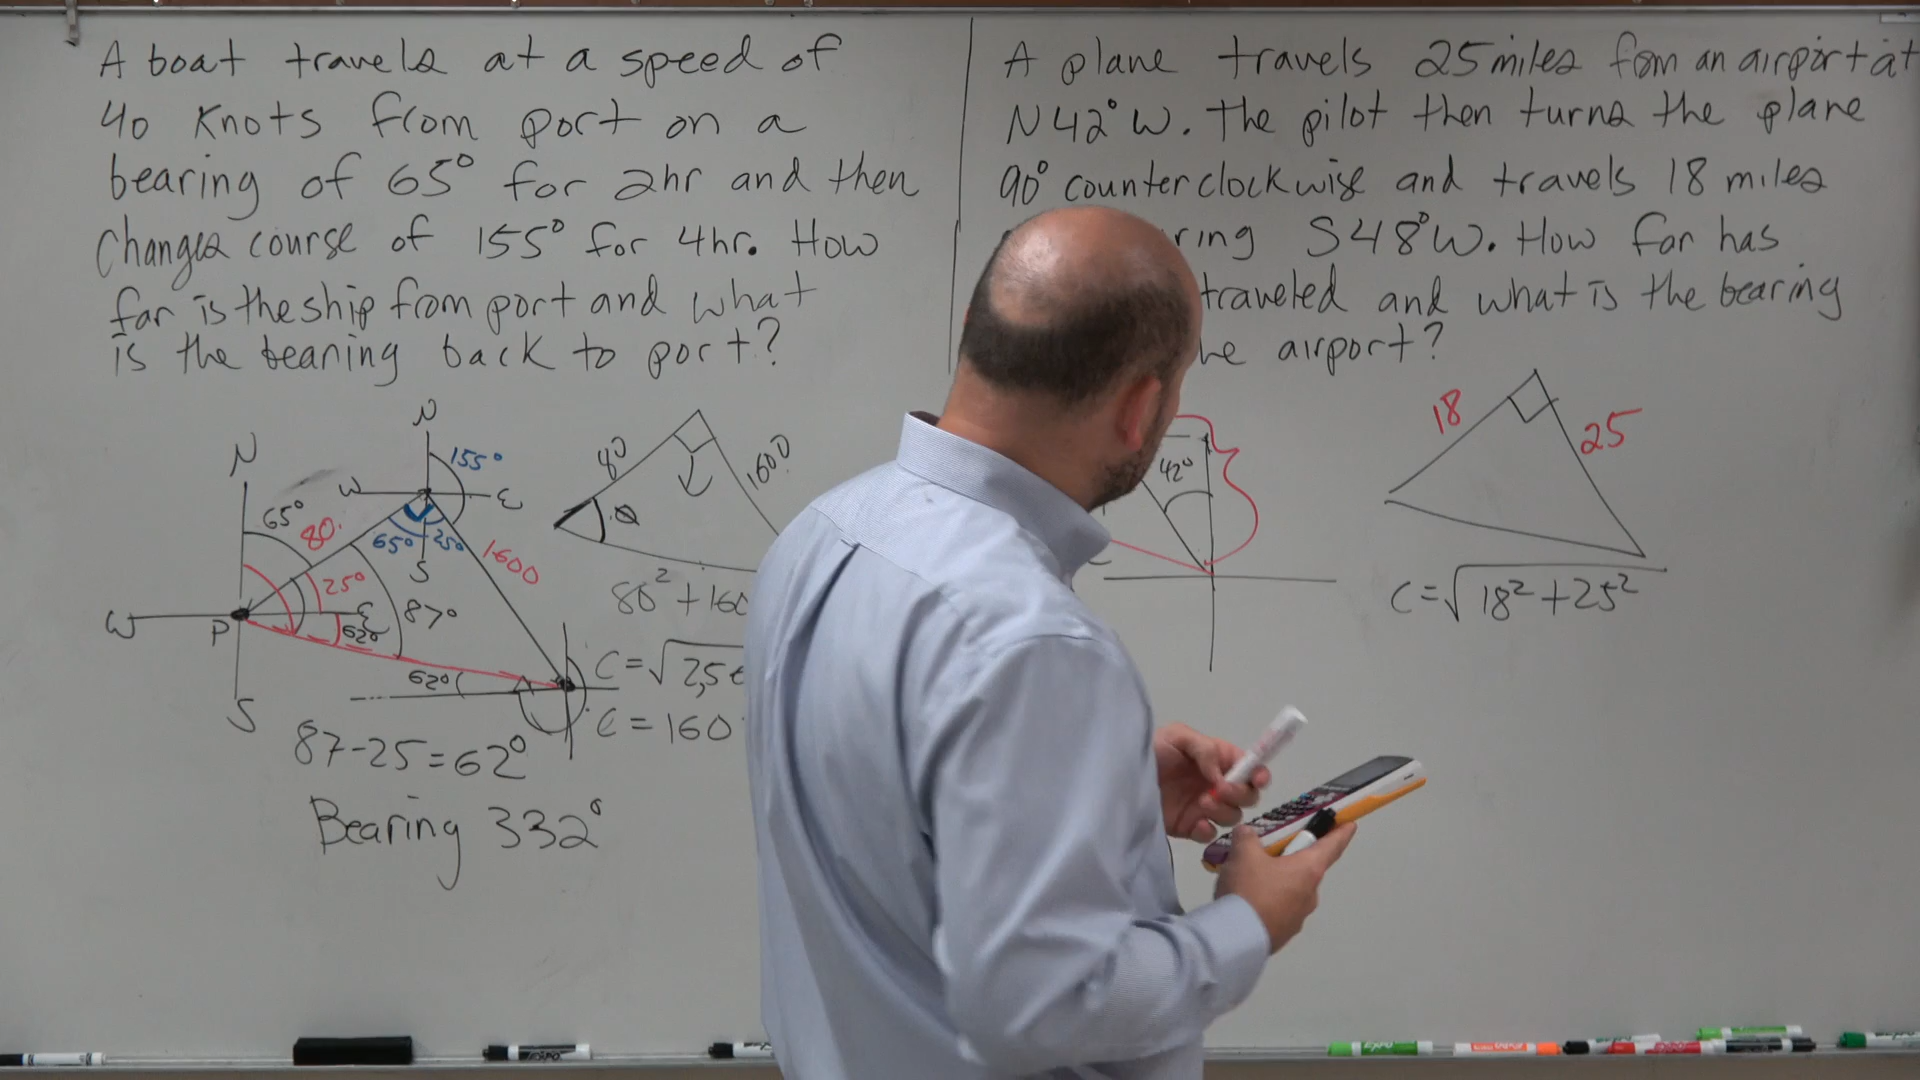 A boat travels at a speed of
40 Knots from port on a
bearing of 65° for 2hr and then
Changes course of 155° for 4hr. How
far is the ship from port and what
is the bearing back to port?
N
65°
80.
W
P
S
25°
E
62°
87°
N
155°
W
E
65° 25°
S
1600
62°
87-25=62°
Bearing 332°
80
1600
θ
80² + 160
C=√2,5
C = 160
A plane travels 25 miles from an airport at
N42°W. The pilot then turns the plane
90° counterclockwise and travels 18 miles
ring S48°W. How far has
traveled and what is the bearing
he airport?
42°
18
25
C=√18²+25²
EXPO
EXPO